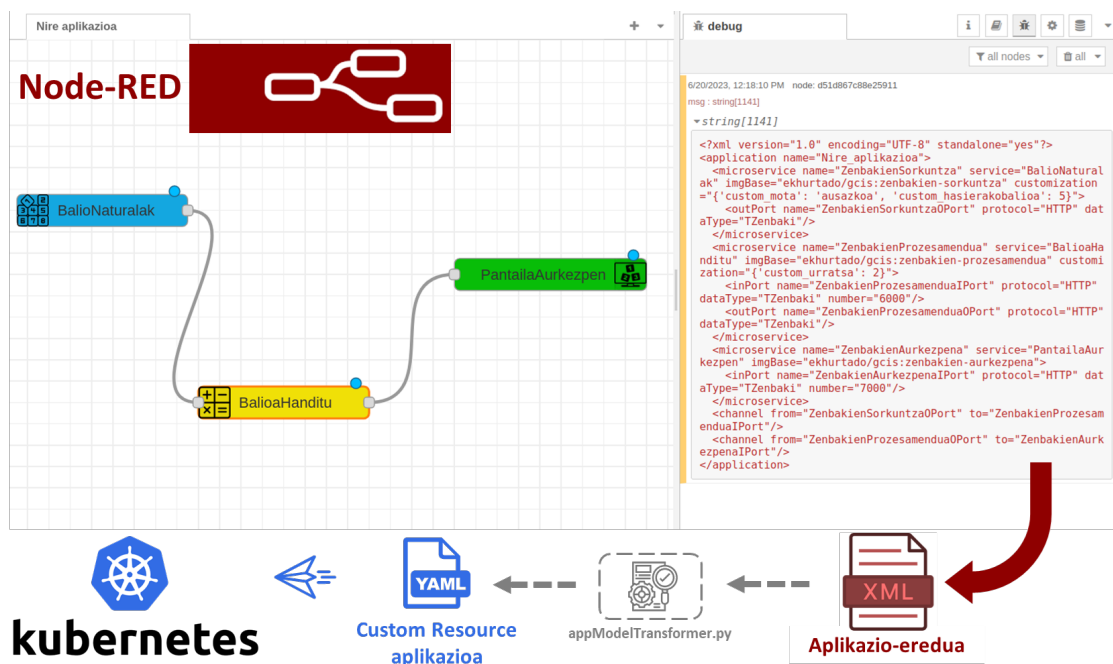 Nire aplikazioa
Node-RED
BalioNaturalak
BalioaHanditu
PantailaAurkezpen
debug
all nodes
all
6/20/2023, 12:18:10 PM node: d51d867c88e25911
msg : string[1141]
string[1141]
<?xml version="1.0" encoding="UTF-8" standalone="yes"?>
<application name="Nire_aplikazioa">
<microservice name="ZenbakienSorkuntza" service="BalioNatural
ak" imgBase="ekhurtado/gcis:zenbakien-sorkuntza" customization
="{'custom_mota': 'ausazkoa', 'custom_hasierakobalioa': 5}">
<outPort name="ZenbakienSorkuntzaOPort" protocol="HTTP" dat
aType="TZenbaki"/>
</microservice>
<microservice name="ZenbakienProzesamendua" service="BalioaHa
nditu" imgBase="ekhurtado/gcis:zenbakien-prozesamendua" customi
zation="{'custom_urratsa': 2}">
<inPort name="ZenbakienProzesamenduaIPort" protocol="HTTP"
dataType="TZenbaki" number="6000"/>
<outPort name="ZenbakienProzesamenduaOPort" protocol="HTTP"
dataType="TZenbaki"/>
</microservice>
<microservice name="ZenbakienAurkezpena" service="PantailaAur
kezpen" imgBase="ekhurtado/gcis:zenbakien-aurkezpena">
<inPort name="ZenbakienAurkezpenaIPort" protocol="HTTP" dat
aType="TZenbaki" number="7000"/>
</microservice>
<channel from="ZenbakienSorkuntzaOPort" to="ZenbakienProzesam
enduaIPort"/>
<channel from="ZenbakienProzesamenduaOPort" to="ZenbakienAurk
ezpenaIPort"/>
</application>
kubernetes
YAML
Custom Resource
aplikazioa
appModelTransformer.py
XML
Aplikazio-eredua